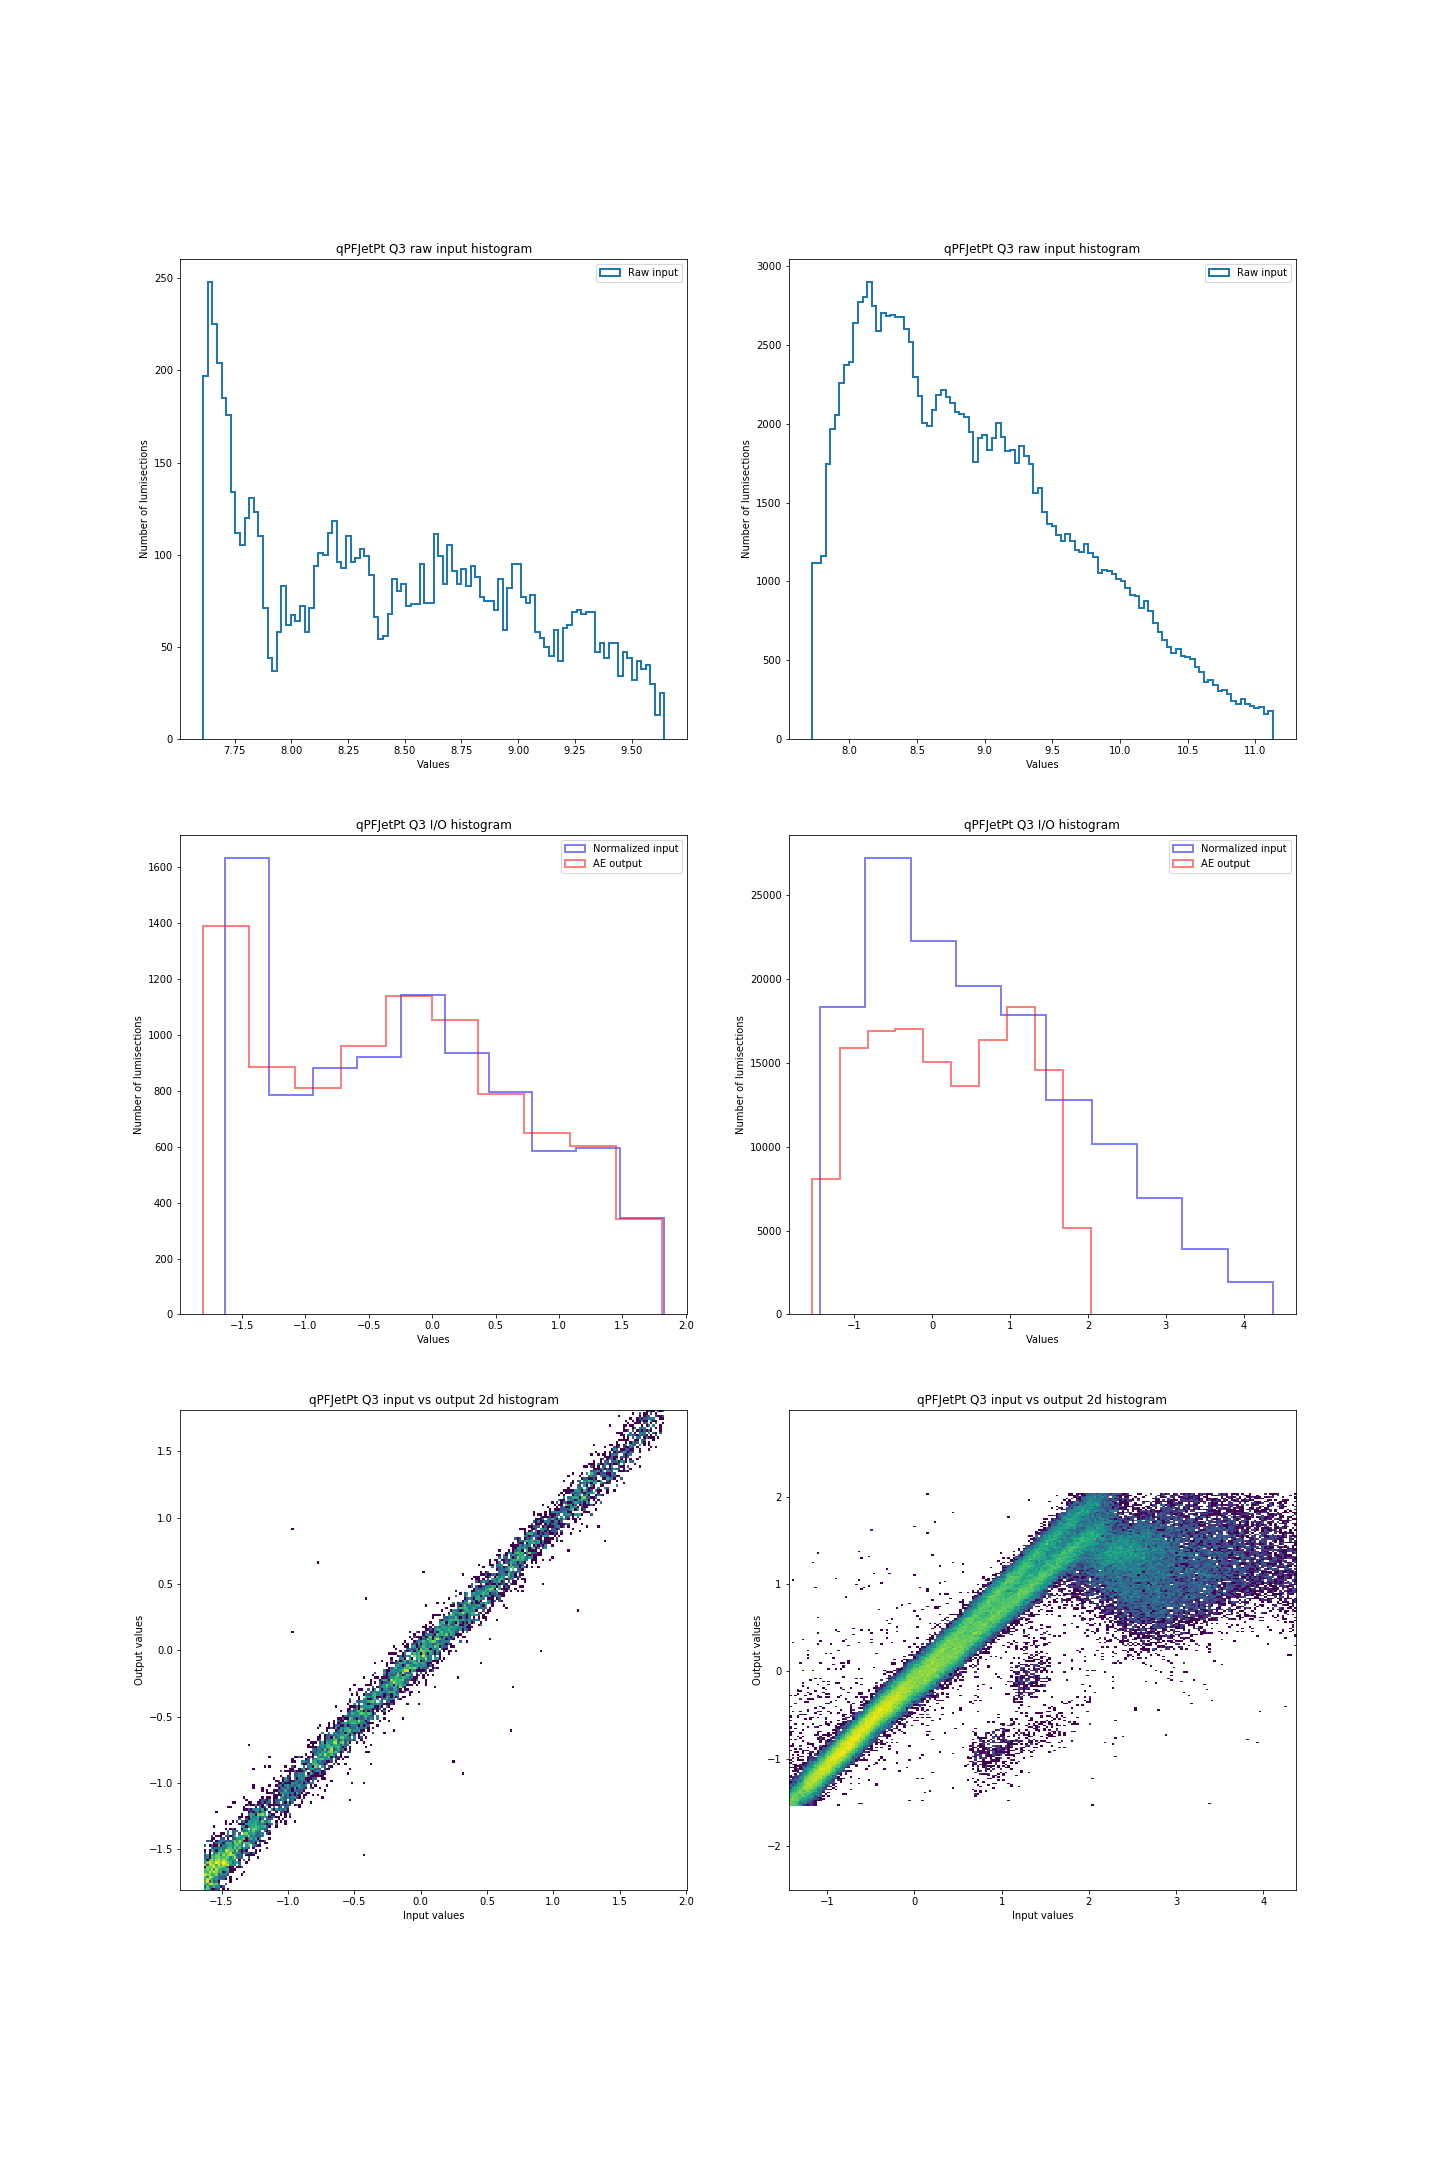 qPFJetPt Q3 raw input histogram
Raw input
Number of lumisections
250
200
150
100
50
0
7.75 8.00 8.25 8.50 8.75 9.00 9.25 9.50
Values
qPFJetPt Q3 raw input histogram
Raw input
Number of lumisections
3000
2500
2000
1500
1000
500
0
8.0 8.5 9.0 9.5 10.0 10.5 11.0
Values
qPFJetPt Q3 I/O histogram
Normalized input
AE output
Number of lumisections
1600
1400
1200
1000
800
600
400
200
0
−1.5 −1.0 −0.5 0.0 0.5 1.0 1.5 2.0
Values
qPFJetPt Q3 I/O histogram
Normalized input
AE output
Number of lumisections
25000
20000
15000
10000
5000
0
−1 0 1 2 3 4
Values
qPFJetPt Q3 input vs output 2d histogram
Output values
1.5
1.0
0.5
0.0
−0.5
−1.0
−1.5
−1.5 −1.0 −0.5 0.0 0.5 1.0 1.5 2.0
Input values
qPFJetPt Q3 input vs output 2d histogram
Output values
2
1
0
−1
−2
−1 0 1 2 3 4
Input values